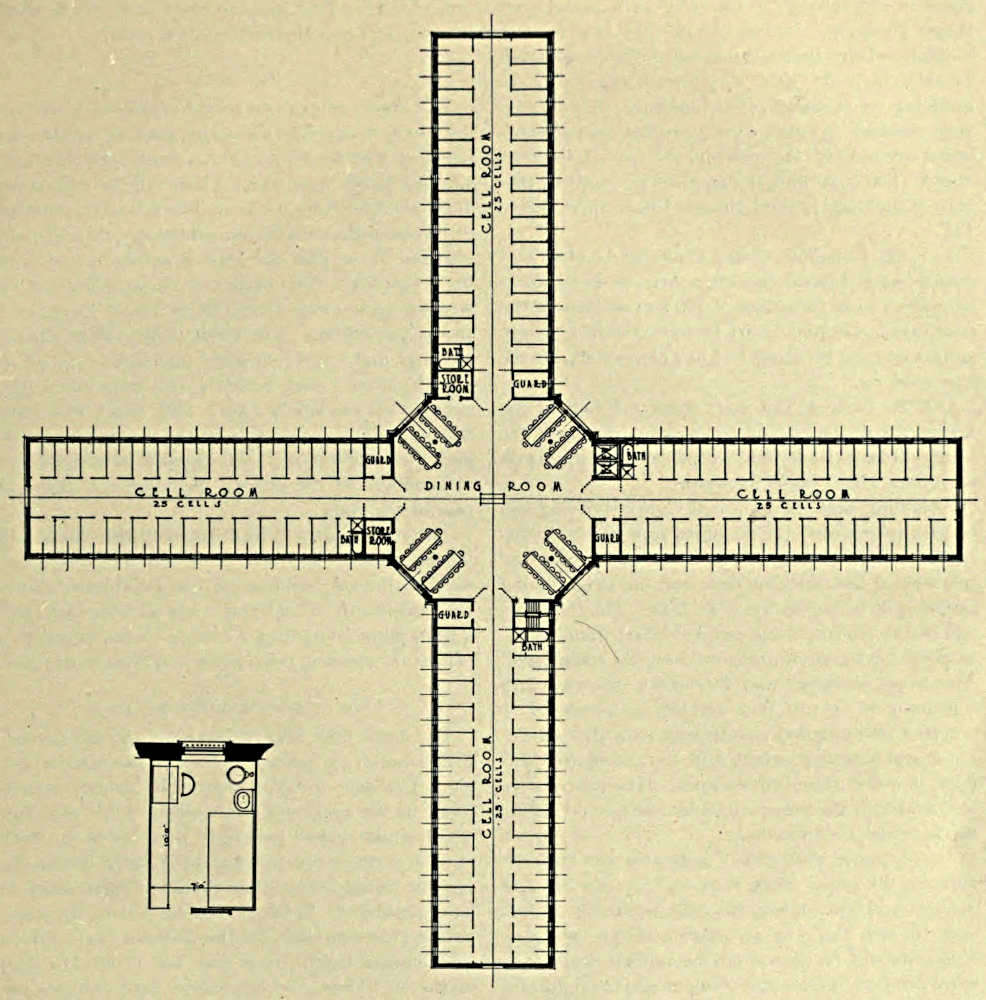 CELL ROOM
25 CELLS
BATH
STORE
ROOM
GUARD
GUARD
BATH
CELL ROOM
25 CELLS
DINING ROOM
CELL ROOM
25 CELLS
BATH
STORE
ROOM
GUARD
GUARD
BATH
CELL ROOM
25 CELLS
10'0"
7'0"